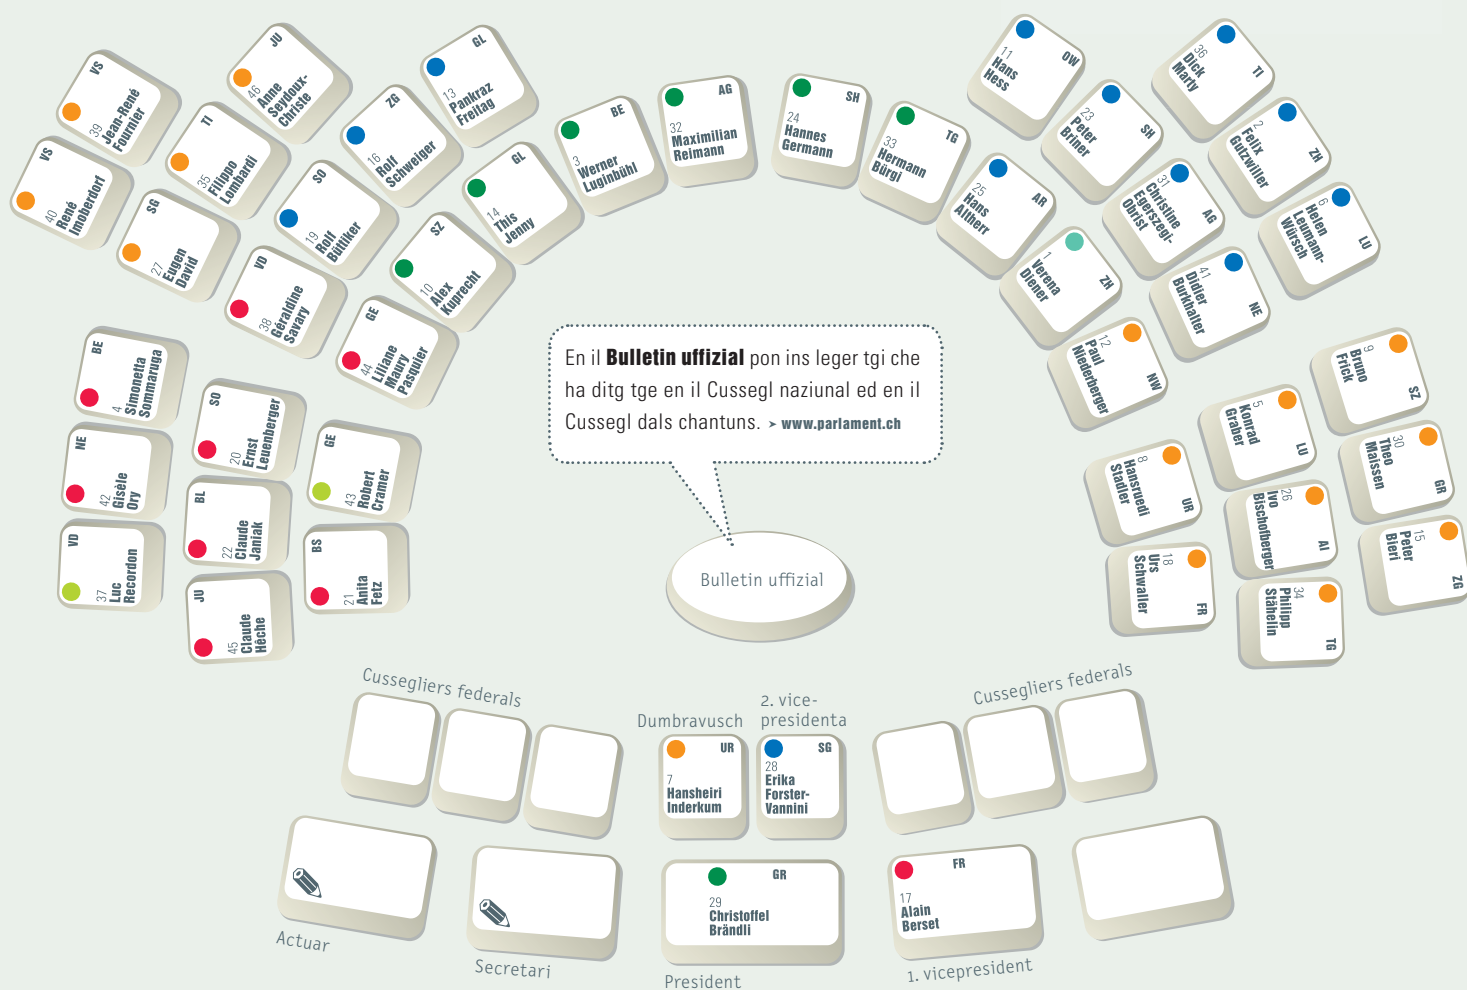 VS
39
Jean-René
Fournier
VS
40
René
Imoberdorf
JU
46
Anne
Seydoux-
Christe
TI
35
Filippo
Lombardi
SG
27
Eugen
David
GL
13
Pankraz
Freitag
ZG
16
Rolf
Schweiger
SO
19
Rolf
Büttiker
VD
38
Géraldine
Savary
BE
3
Werner
Luginbühl
GL
14
This
Jenny
SZ
10
Alex
Kuprecht
GE
44
Liliane
Maury
Pasquier
AG
32
Maximilian
Reimann
SH
24
Hannes
Germann
TG
33
Hermann
Bürgi
OW
11
Hans
Hess
SH
23
Peter
Briner
AR
25
Hans
Altherr
TI
36
Dick
Marty
ZH
2
Felix
Gutzwiller
AG
31
Christine
Egerszegi-
Obrist
ZH
1
Verena
Diener
LU
6
Helen
Leumann-
Würsch
NE
41
Didier
Burkhalter
NW
12
Paul
Niederberger
BE
4
Simonetta
Sommaruga
NE
42
Gisèle
Ory
VD
37
Luc
Recordon
SO
20
Ernst
Leuenberger
BL
22
Claude
Janiak
JU
45
Claude
Hêche
GE
43
Robert
Cramer
BS
21
Anita
Fetz
En il Bulletin uffizial pon ins leger tgi che
ha ditg tge en il Cussegl naziunal ed en il
Cussegl dals chantuns. ➤ www.parlament.ch
Bulletin uffizial
SZ
9
Bruno
Frick
LU
5
Konrad
Graber
UR
8
Hansruedi
Stadler
GR
30
Theo
Maissen
AI
26
Ivo
Bischofberger
FR
18
Urs
Schwaller
ZG
15
Peter
Bieri
TG
34
Philipp
Stähelin
Cussegliers federals
Dumbravusch
2. vice-
presidenta
Cussegliers federals
UR
7
Hansheiri
Inderkum
SG
28
Erika
Forster-
Vannini
GR
29
Christoffel
Brändli
FR
17
Alain
Berset
Actuar
Secretari
President
1. vicepresident